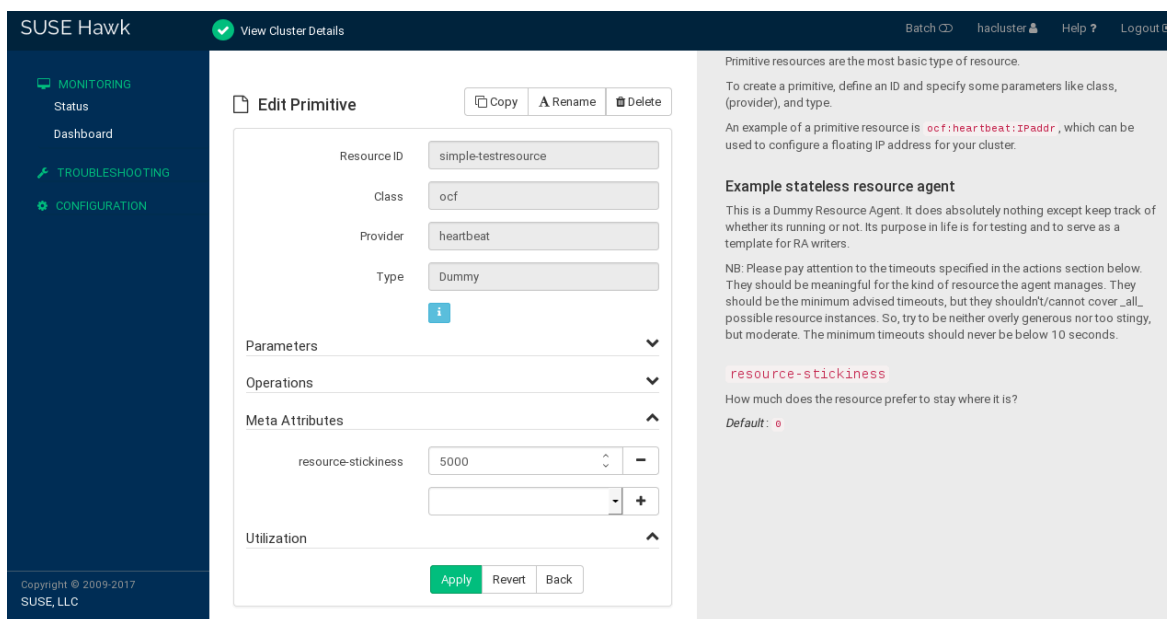 SUSE Hawk
View Cluster Details
Batch
hacluster
Help ?
Logout
MONITORING
Status
Dashboard
TROUBLESHOOTING
CONFIGURATION
Copyright © 2009-2017
SUSE, LLC
Edit Primitive
Copy
Rename
Delete
Resource ID
simple-testresource
Class
ocf
Provider
heartbeat
Type
Dummy
i
Parameters
Operations
Meta Attributes
resource-stickiness
5000
Utilization
Apply
Revert
Back
Primitive resources are the most basic type of resource.
To create a primitive, define an ID and specify some parameters like class,
(provider), and type.
An example of a primitive resource is ocf:heartbeat:IPaddr , which can be
used to configure a floating IP address for your cluster.
Example stateless resource agent
This is a Dummy Resource Agent. It does absolutely nothing except keep track of
whether its running or not. Its purpose in life is for testing and to serve as a
template for RA writers.
NB: Please pay attention to the timeouts specified in the actions section below.
They should be meaningful for the kind of resource the agent manages. They
should be the minimum advised timeouts, but they shouldn't/cannot cover _all_
possible resource instances. So, try to be neither overly generous nor too stingy,
but moderate. The minimum timeouts should never be below 10 seconds.
resource-stickiness
How much does the resource prefer to stay where it is?
Default : 0